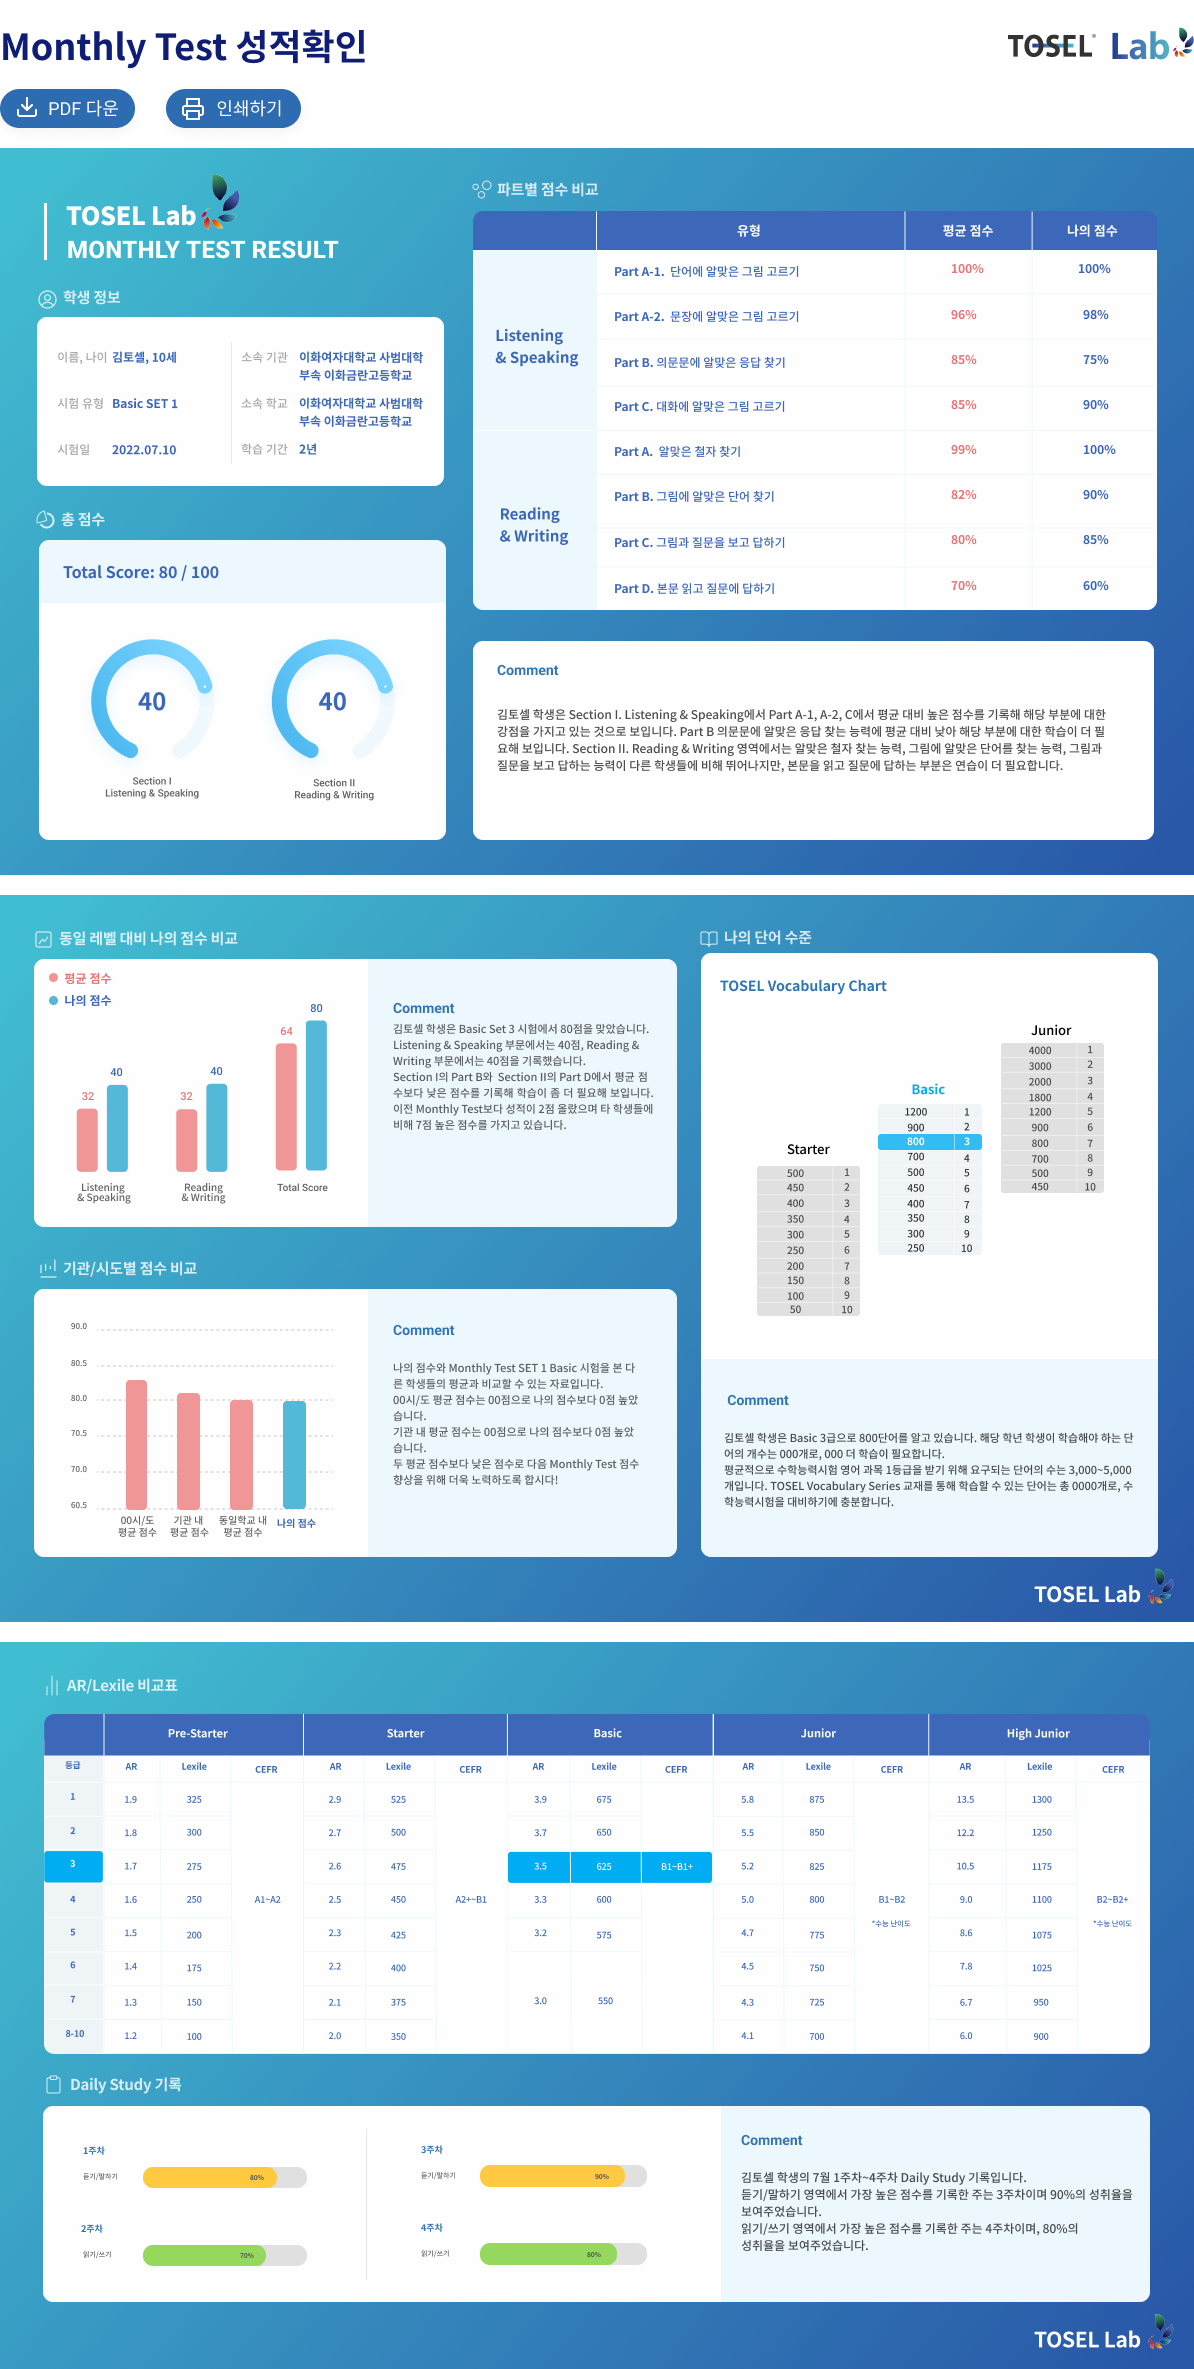 Monthly Test 성적확인
TOSEL Lab
PDF 다운
인쇄하기
TOSEL Lab
MONTHLY TEST RESULT
학생 정보
이름, 나이 김토셀, 10세
소속 기관 이화여자대학교 사범대학
부속 이화금란고등학교
시험 유형 Basic SET 1
소속 학교 이화여자대학교 사범대학
부속 이화금란고등학교
시험일 2022.07.10
학습 기간 2년
총 점수
Total Score: 80 / 100
40
Section I
Listening & Speaking
40
Section II
Reading & Writing
파트별 점수 비교
유형 평균 점수 나의 점수
Listening
& Speaking
Part A-1. 단어에 알맞은 그림 고르기 100% 100%
Part A-2. 문장에 알맞은 그림 고르기 96% 98%
Part B. 의문문에 알맞은 응답 찾기 85% 75%
Part C. 대화에 알맞은 그림 고르기 85% 90%
Reading
& Writing
Part A. 알맞은 철자 찾기 99% 100%
Part B. 그림에 알맞은 단어 찾기 82% 90%
Part C. 그림과 질문을 보고 답하기 80% 85%
Part D. 본문 읽고 질문에 답하기 70% 60%
Comment
김토셀 학생은 Section I. Listening & Speaking에서 Part A-1, A-2, C에서 평균 대비 높은 점수를 기록해 해당 부분에 대한
강점을 가지고 있는 것으로 보입니다. Part B 의문문에 알맞은 응답 찾는 능력에 평균 대비 낮아 해당 부분에 대한 학습이 더 필
요해 보입니다. Section II. Reading & Writing 영역에서는 알맞은 철자 찾는 능력, 그림에 알맞은 단어를 찾는 능력, 그림과
질문을 보고 답하는 능력이 다른 학생들에 비해 뛰어나지만, 본문을 읽고 질문에 답하는 부분은 연습이 더 필요합니다.
동일 레벨 대비 나의 점수 비교
평균 점수
나의 점수
32 40
Listening
& Speaking
32 40
Reading
& Writing
64 80
Total Score
Comment
김토셀 학생은 Basic Set 3 시험에서 80점을 맞았습니다.
Listening & Speaking 부문에서는 40점, Reading &
Writing 부문에서는 40점을 기록했습니다.
Section I의 Part B와 Section II의 Part D에서 평균 점
수보다 낮은 점수를 기록해 학습이 좀 더 필요해 보입니다.
이전 Monthly Test보다 성적이 2점 올랐으며 타 학생들에
비해 7점 높은 점수를 가지고 있습니다.
기관/시도별 점수 비교
90.0
80.5
80.0
70.5
70.0
60.5
00시/도
평균 점수
기관 내
평균 점수
동일학교 내
평균 점수
나의 점수
Comment
나의 점수와 Monthly Test SET 1 Basic 시험을 본 다
른 학생들의 평균과 비교할 수 있는 자료입니다.
00시/도 평균 점수는 00점으로 나의 점수보다 0점 높았
습니다.
기관 내 평균 점수는 00점으로 나의 점수보다 0점 높았
습니다.
두 평균 점수보다 낮은 점수로 다음 Monthly Test 점수
향상을 위해 더욱 노력하도록 합시다!
나의 단어 수준
TOSEL Vocabulary Chart
Starter
500 1
450 2
400 3
350 4
300 5
250 6
200 7
150 8
100 9
50 10
Basic
1200 1
900 2
800 3
700 4
500 5
450 6
400 7
350 8
300 9
250 10
Junior
4000 1
3000 2
2000 3
1800 4
1200 5
900 6
800 7
700 8
500 9
450 10
Comment
김토셀 학생은 Basic 3급으로 800단어를 알고 있습니다. 해당 학년 학생이 학습해야 하는 단
어의 개수는 000개로, 000 더 학습이 필요합니다.
평균적으로 수학능력시험 영어 과목 1등급을 받기 위해 요구되는 단어의 수는 3,000~5,000
개입니다. TOSEL Vocabulary Series 교재를 통해 학습할 수 있는 단어는 총 0000개로, 수
학능력시험을 대비하기에 충분합니다.
TOSEL Lab
AR/Lexile 비교표
Pre-Starter Starter Basic Junior High Junior
등급 AR Lexile CEFR AR Lexile CEFR AR Lexile CEFR AR Lexile CEFR AR Lexile CEFR
1 1.9 325 2.9 525 3.9 675 5.8 875 13.5 1300
2 1.8 300 2.7 500 3.7 650 5.5 850 12.2 1250
3 1.7 275 2.6 475 3.5 625 B1~B1+ 5.2 825 10.5 1175
4 1.6 250 A1~A2 2.5 450 A2+~B1 3.3 600 5.0 800 B1~B2 9.0 1100 B2~B2+
*수능 난이도 *수능 난이도
5 1.5 200 2.3 425 3.2 575 4.7 775 8.6 1075
6 1.4 175 2.2 400 4.5 750 7.8 1025
7 1.3 150 2.1 375 3.0 550 4.3 725 6.7 950
8-10 1.2 100 2.0 350 4.1 700 6.0 900
Daily Study 기록
1주차
듣기/말하기 80%
2주차
읽기/쓰기 70%
3주차
듣기/말하기 90%
4주차
읽기/쓰기 80%
Comment
김토셀 학생의 7월 1주차~4주차 Daily Study 기록입니다.
듣기/말하기 영역에서 가장 높은 점수를 기록한 주는 3주차이며 90%의 성취율을
보여주었습니다.
읽기/쓰기 영역에서 가장 높은 점수를 기록한 주는 4주차이며, 80%의
성취율을 보여주었습니다.
TOSEL Lab